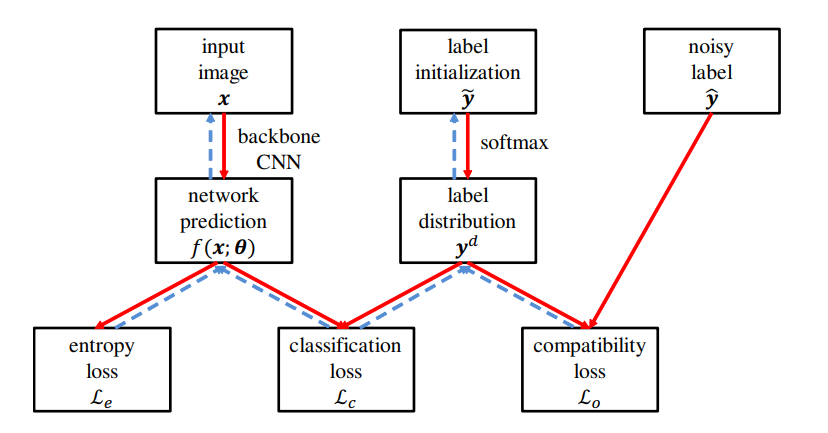 input
image
x
label
initialization
ỹ
noisy
label
ŷ
backbone
CNN
softmax
network
prediction
f(x; θ)
label
distribution
y^d
entropy
loss
ℒ_e
classification
loss
ℒ_c
compatibility
loss
ℒ_o